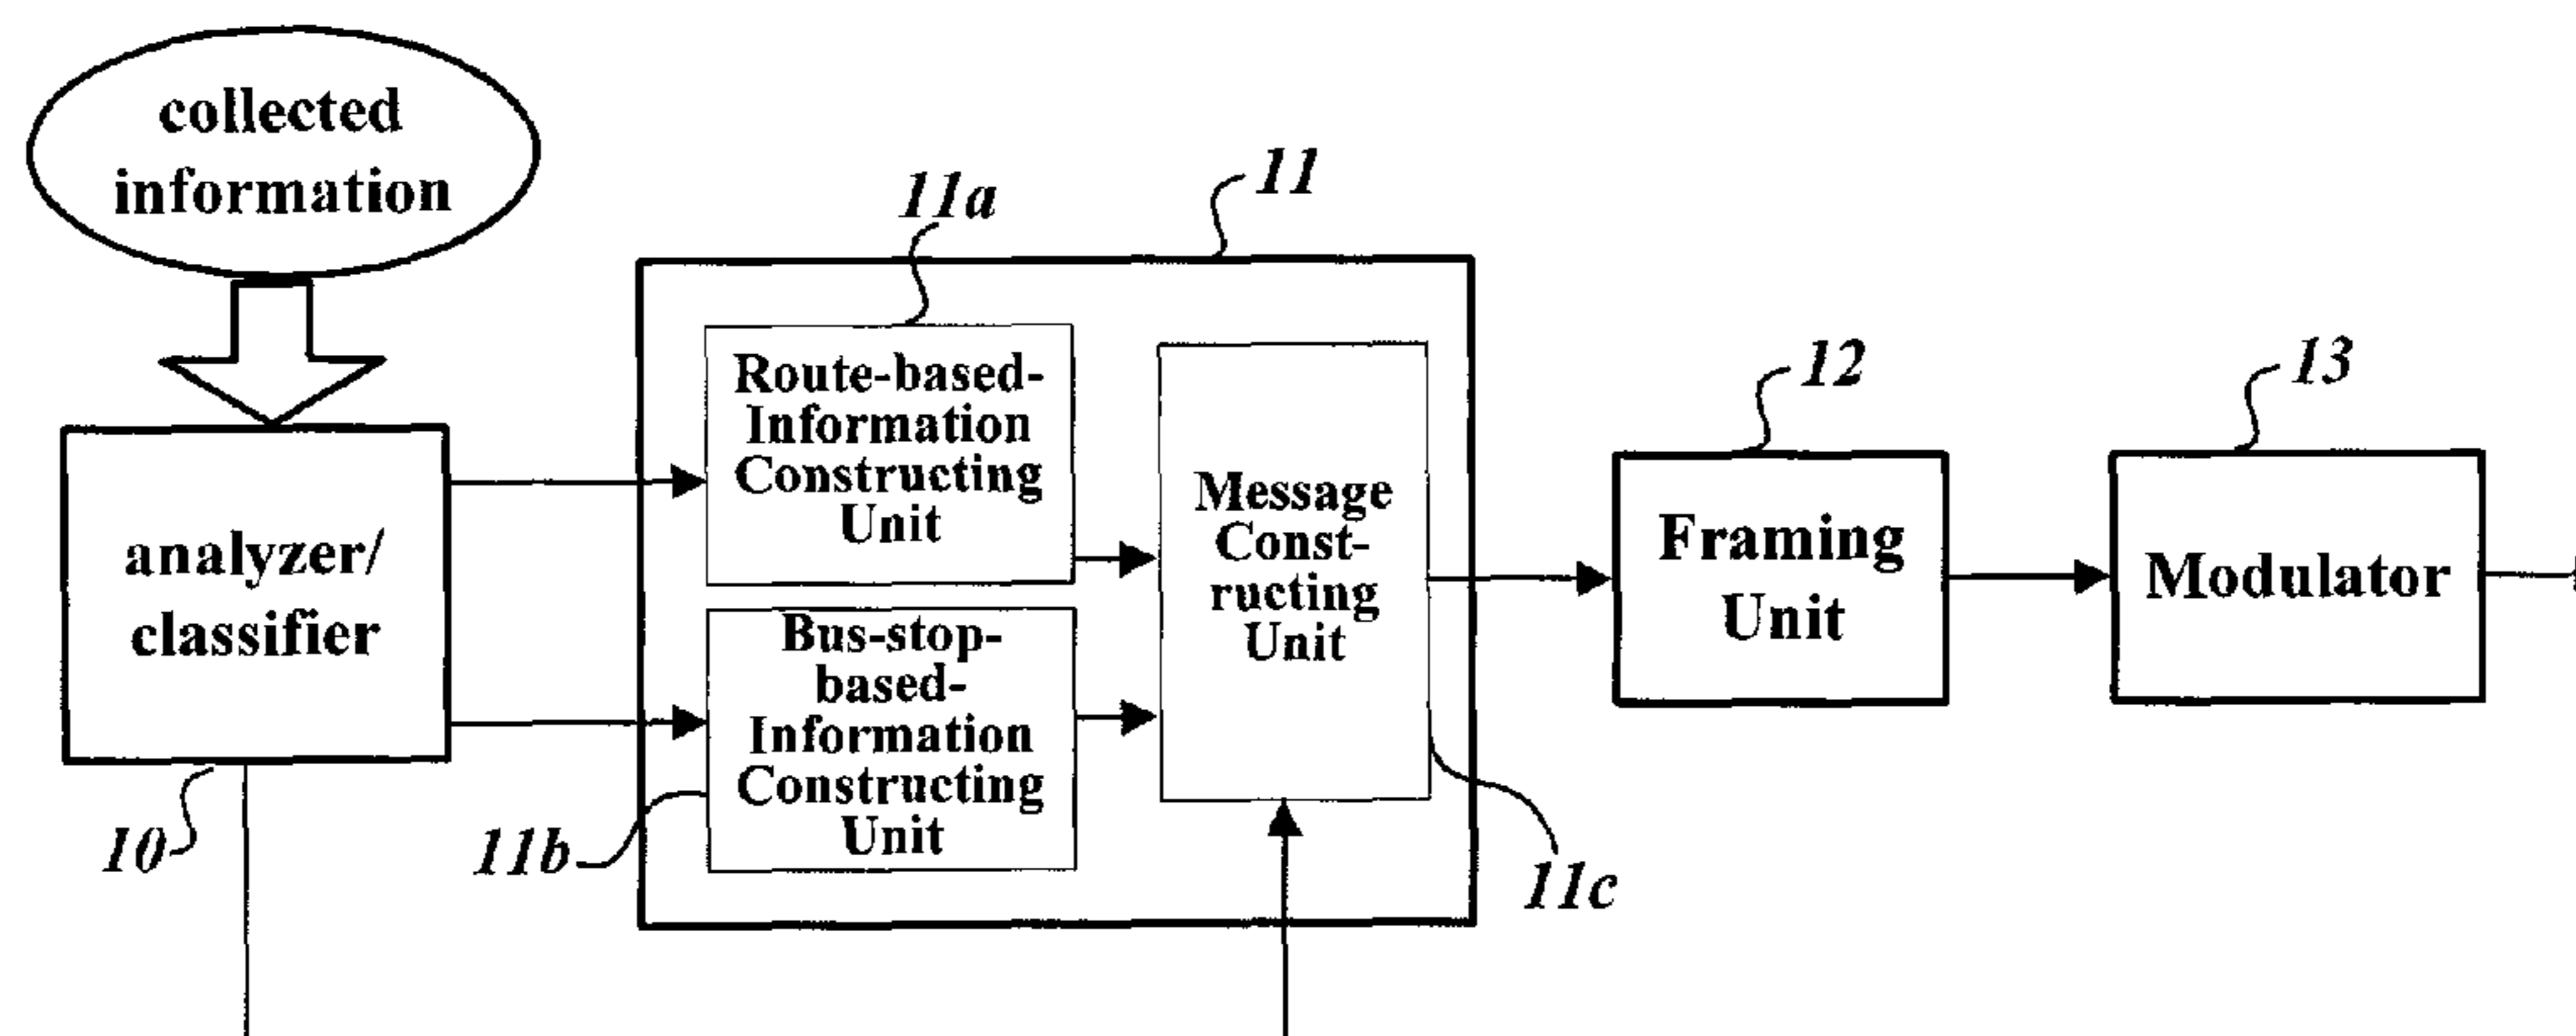 collected
information
11
11a
Route-based-
Information
Constructing
Unit
Message
Const-
ructing
Unit
12
Framing
Unit
13
Modulator
analyzer/
classifier
10
Bus-stop-
based-
Information
Constructing
Unit
11b
11c